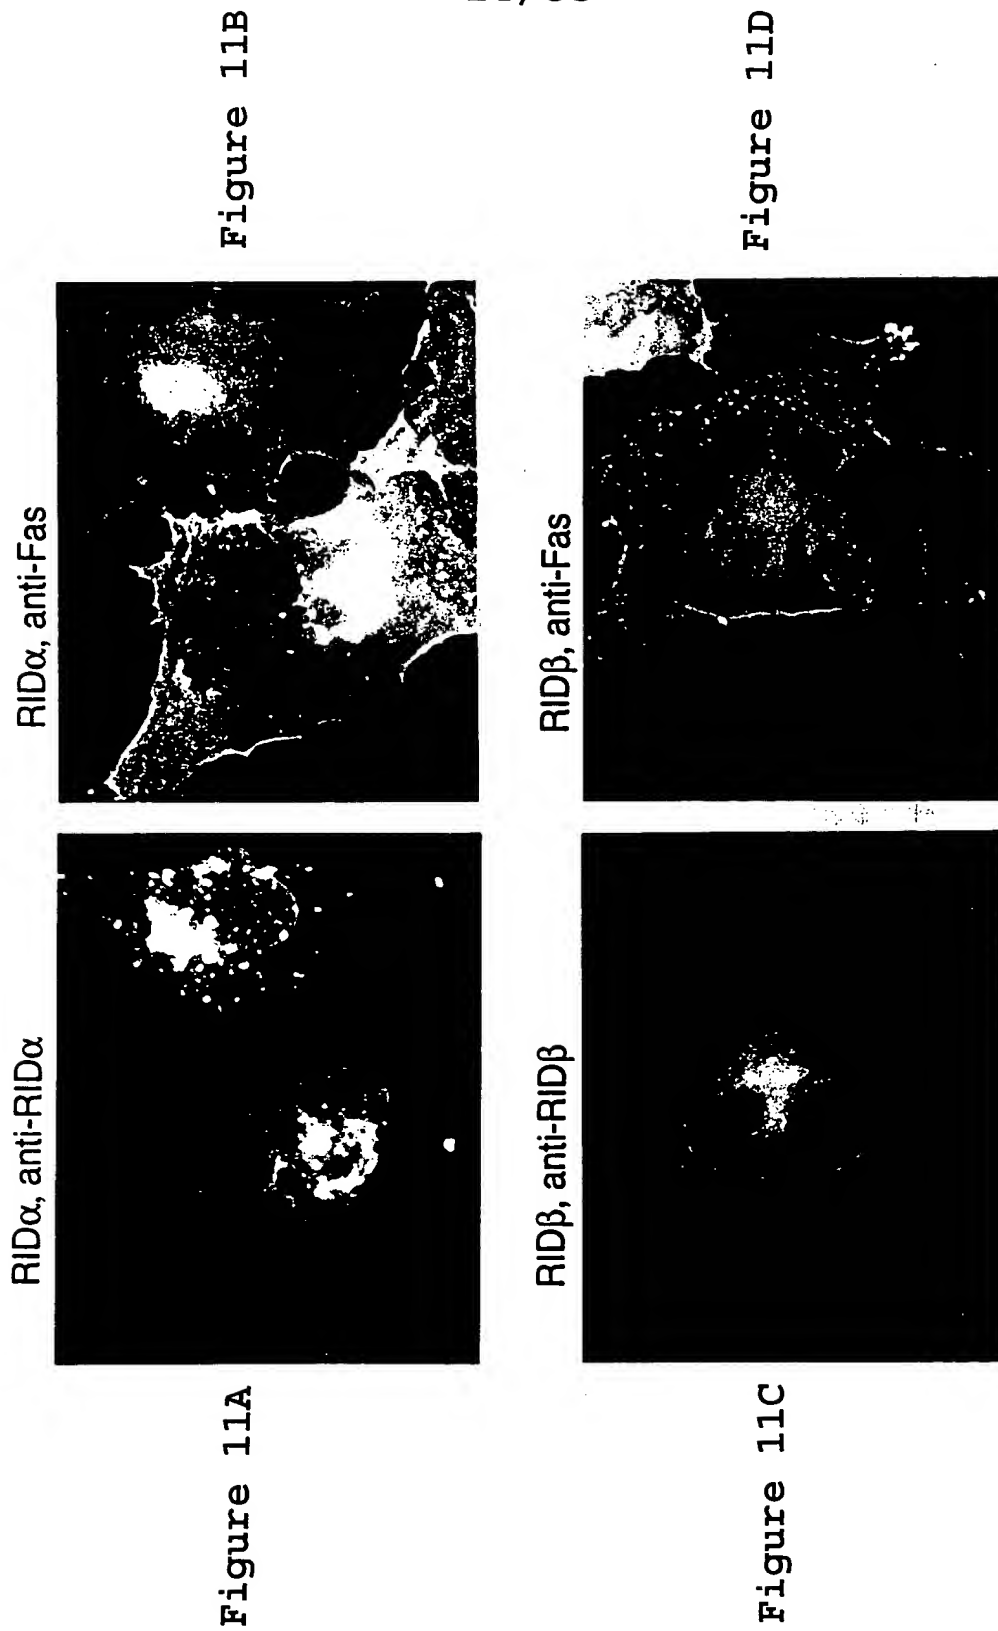 Figure 11A
RIDα, anti-RIDα
RIDα, anti-Fas
Figure 11B
Figure 11C
RIDβ, anti-RIDβ
RIDβ, anti-Fas
Figure 11D